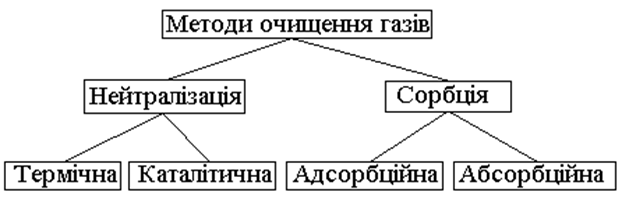 Методи очищення газів
Нейтралізація
Сорбція
Термічна
Каталітична
Адсорбційна
Абсорбційна